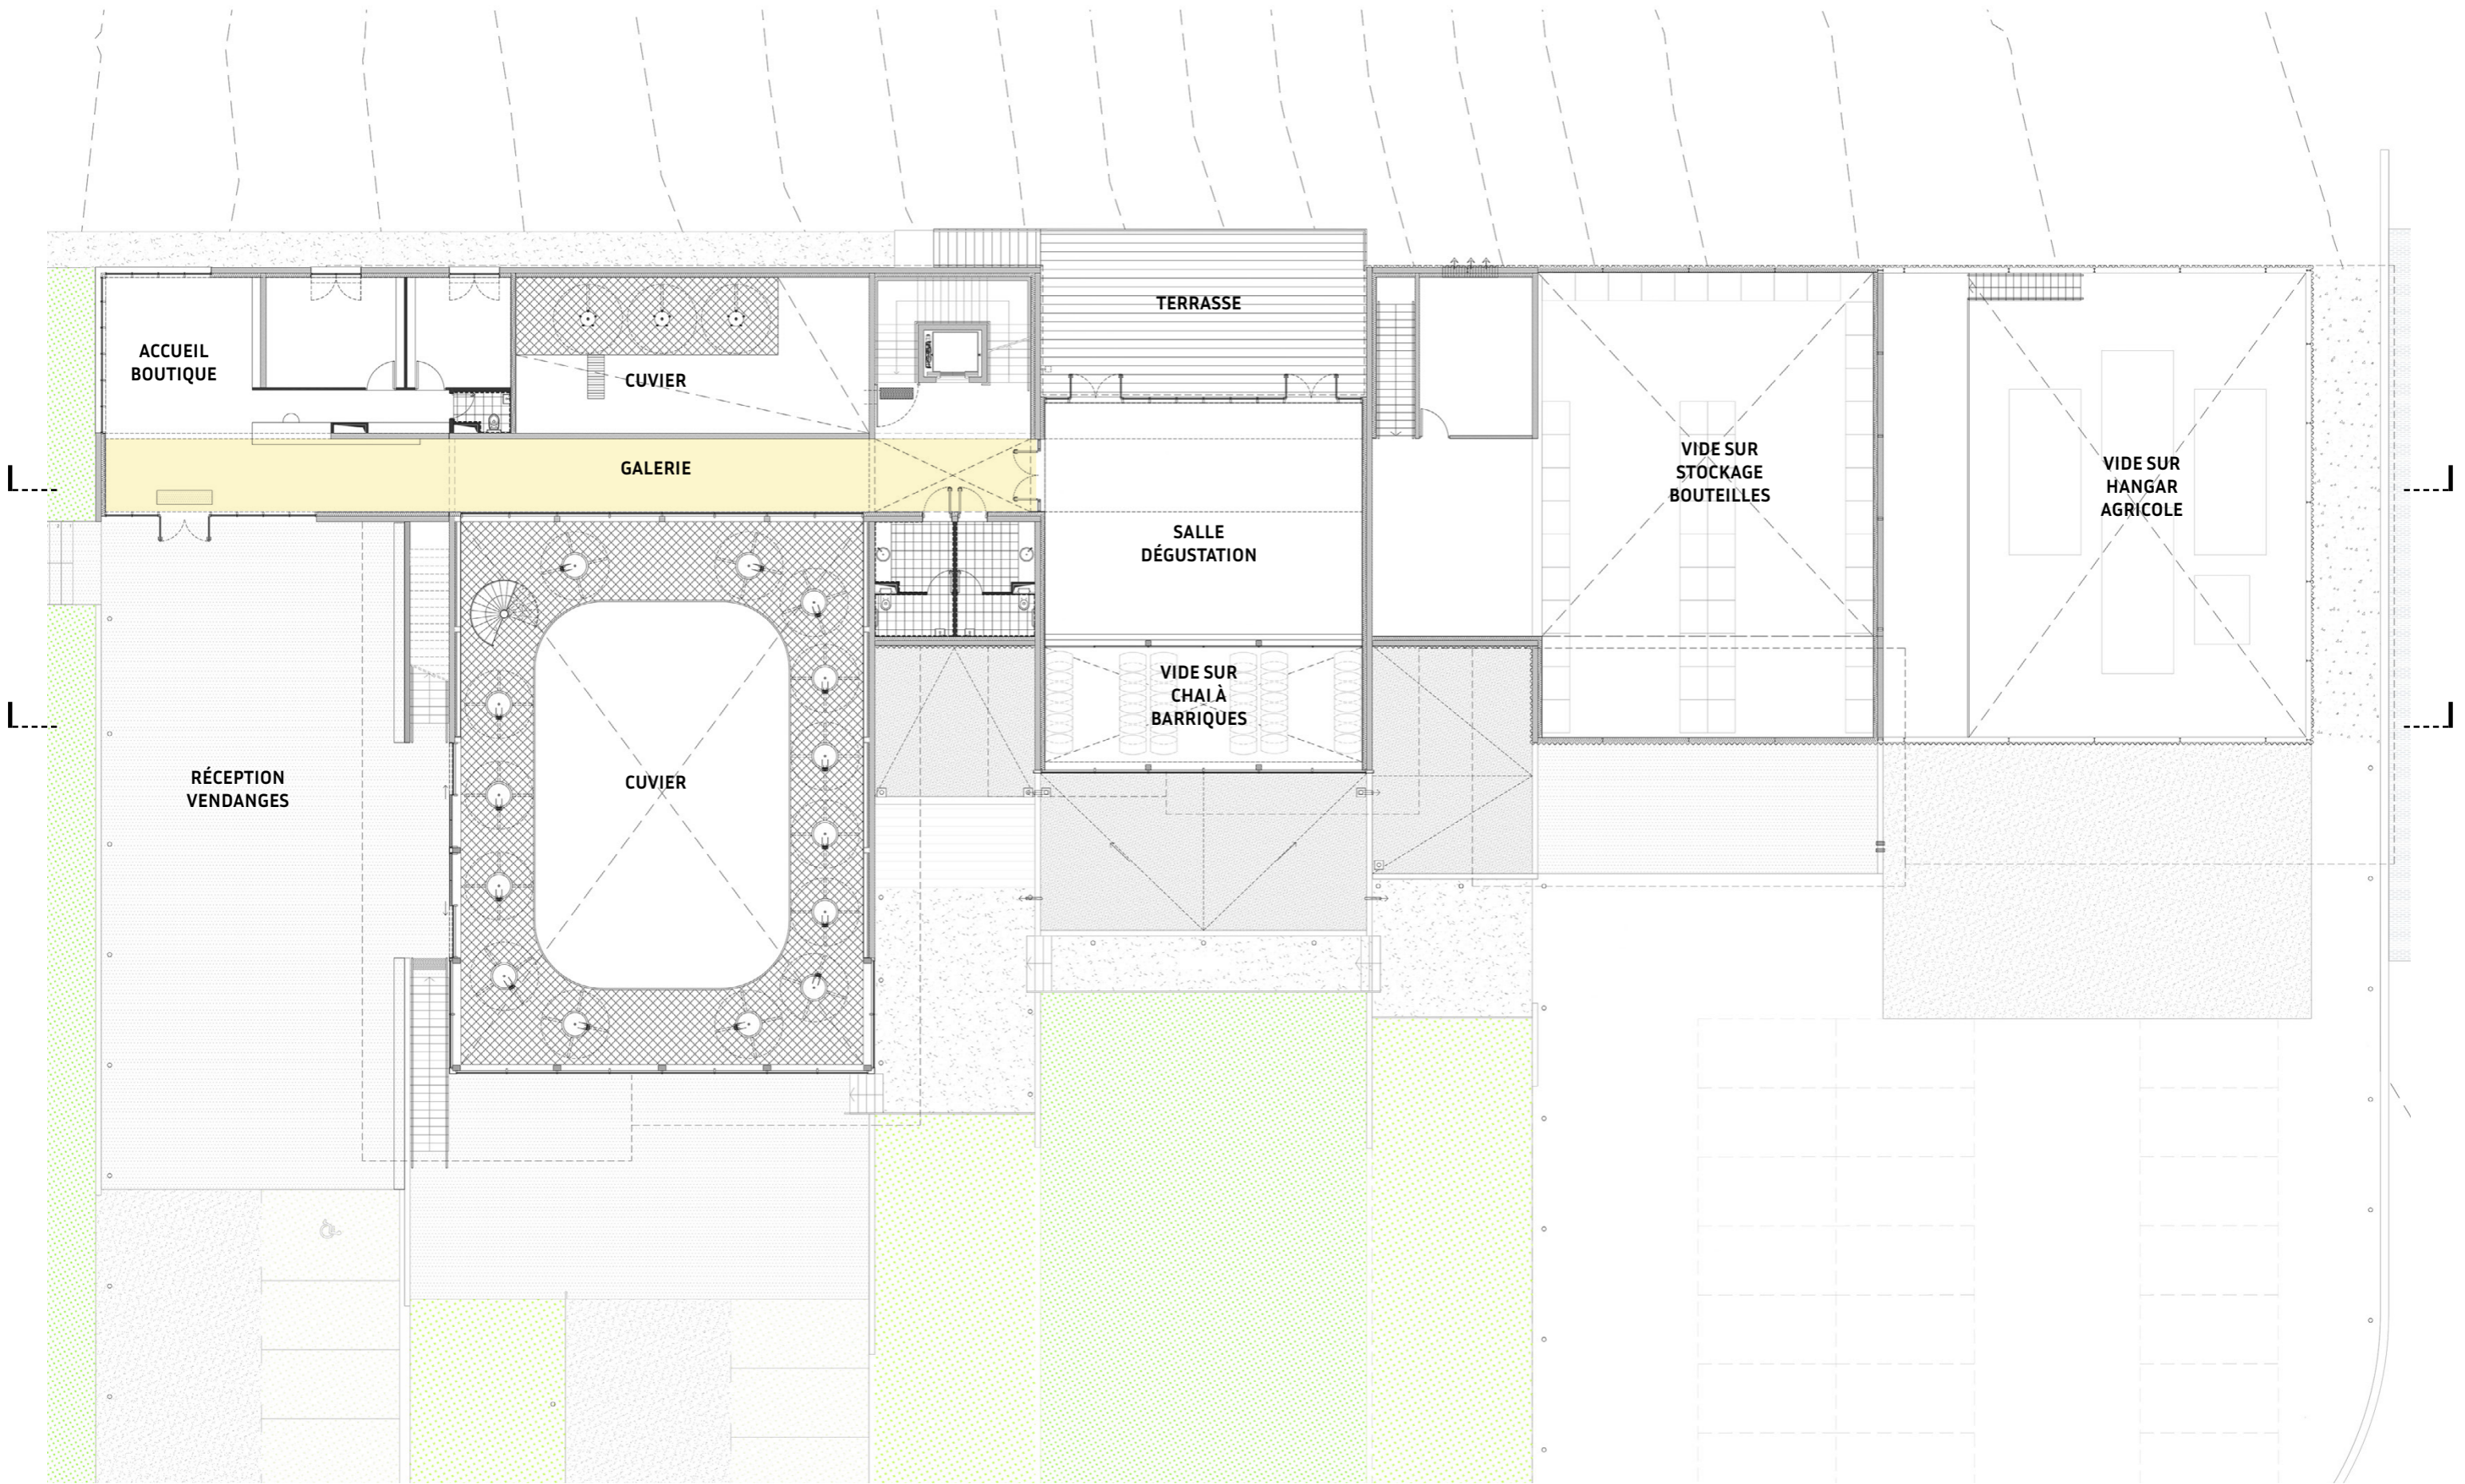 TERRASSE
ACCUEIL
BOUTIQUE
CUVIER
GALERIE
VIDE SUR
STOCKAGE
BOUTEILLES
VIDE SUR
HANGAR
AGRICOLE
SALLE
DÉGUSTATION
VIDE SUR
CHAI À
BARRIQUES
RÉCEPTION
VENDANGES
CUVIER